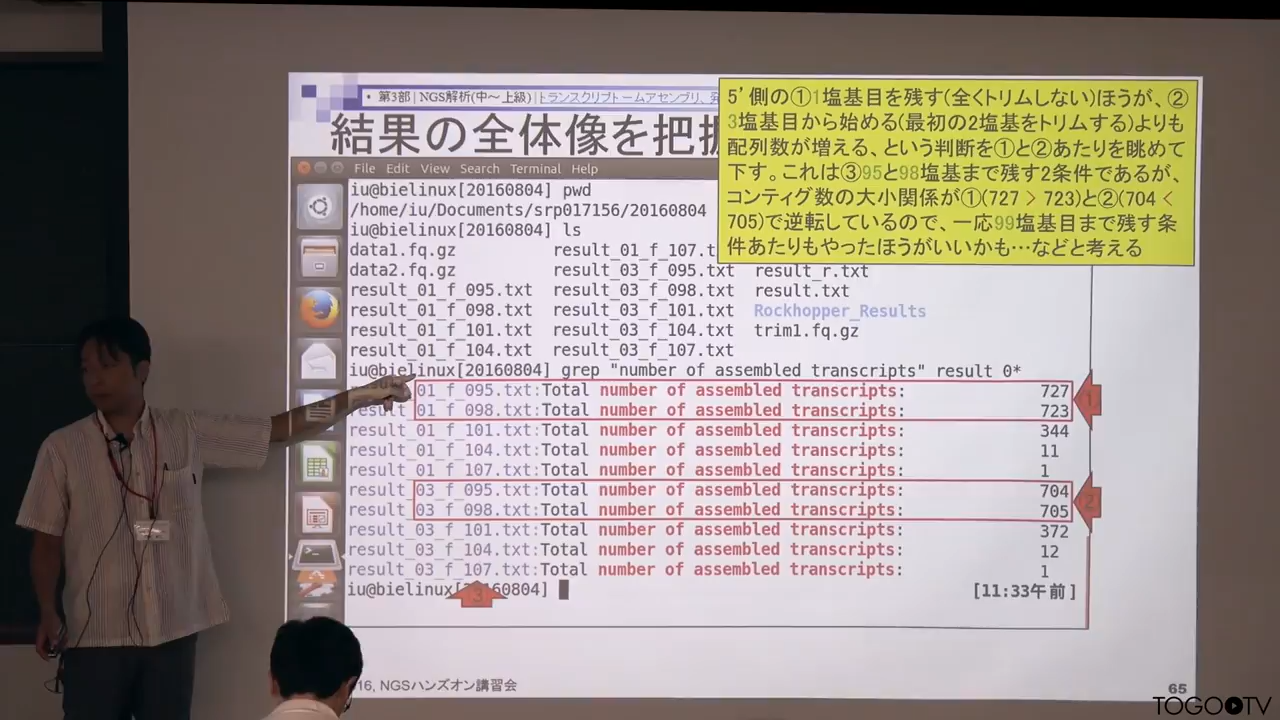 • 第3部 | NGS解析(中～上級) | トランスクリプトームアセンブリ、発
結果の全体像を把握
5’側の①1塩基目を残す(全くトリムしない)ほうが、②
3塩基目から始める(最初の2塩基をトリムする)よりも
配列数が増える、という判断を①と②あたりを眺めて
下す。これは③95と98塩基まで残す2条件であるが、
コンティグ数の大小関係が①(727 > 723)と②(704 <
705)で逆転しているので、一応99塩基目まで残す条
件あたりもやったほうがいいかも…などと考える
File Edit View Search Terminal Help
iu@bielinux[20160804] pwd
/home/iu/Documents/srp017156/20160804
iu@bielinux[20160804] ls
data1.fq.gz result_01_f_107.t
data2.fq.gz result_03_f_095.txt result_r.txt
result_01_f_095.txt result_03_f_098.txt result.txt
result_01_f_098.txt result_03_f_101.txt Rockhopper_Results
result_01_f_101.txt result_03_f_104.txt trim1.fq.gz
result_01_f_104.txt result_03_f_107.txt
iu@bielinux[20160804] grep "number of assembled transcripts" result 0*
01_f_095.txt:Total number of assembled transcripts: 727
result_01_f_098.txt:Total number of assembled transcripts: 723
result_01_f_101.txt:Total number of assembled transcripts: 344
result_01_f_104.txt:Total number of assembled transcripts: 11
result_01_f_107.txt:Total number of assembled transcripts: 1
result_03_f_095.txt:Total number of assembled transcripts: 704
result_03_f_098.txt:Total number of assembled transcripts: 705
result_03_f_101.txt:Total number of assembled transcripts: 372
result_03_f_104.txt:Total number of assembled transcripts: 12
result_03_f_107.txt:Total number of assembled transcripts: 1
iu@bielinux[20160804] [11:33午前]
①
②
③
16, NGSハンズオン講習会
65
TOGOTV